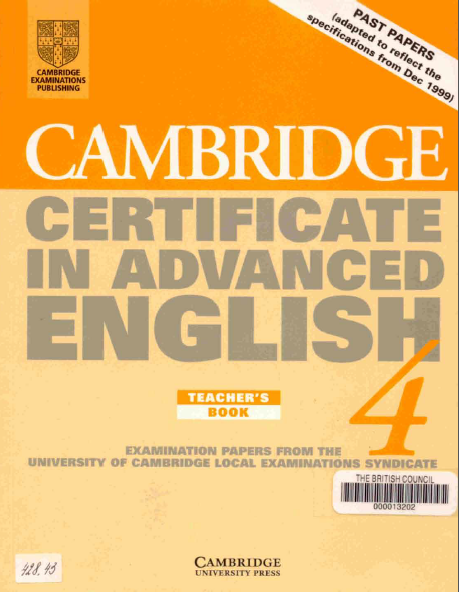 PAST PAPERS
(adapted to reflect the
specifications from Dec 1999)
CAMBRIDGE
EXAMINATIONS
PUBLISHING
CAMBRIDGE
CERTIFICATE
IN ADVANCED
ENGLISH
4
TEACHER'S
BOOK
EXAMINATION PAPERS FROM THE
UNIVERSITY OF CAMBRIDGE LOCAL EXAMINATIONS SYNDICATE
THE BRITISH COUNCIL
000013202
428.43
CAMBRIDGE
UNIVERSITY PRESS